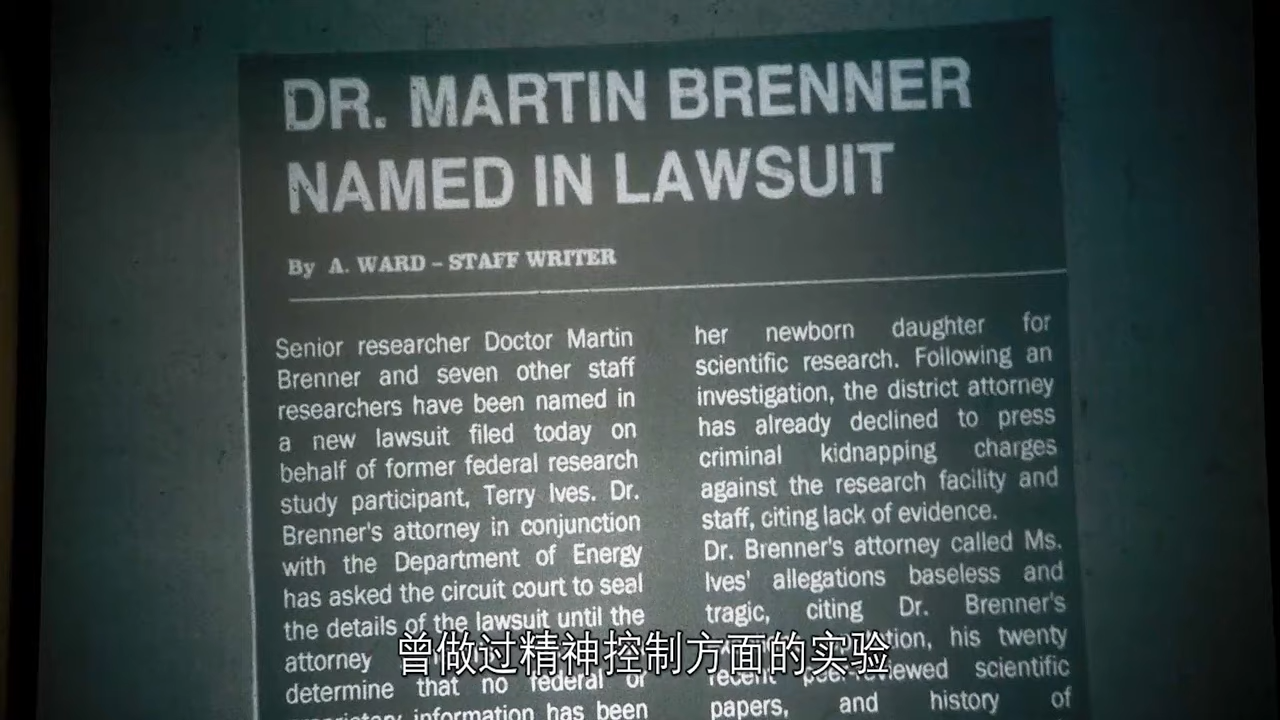 DR. MARTIN BRENNER
NAMED IN LAWSUIT
By A. WARD – STAFF WRITER
Senior researcher Doctor Martin
Brenner and seven other staff
researchers have been named in
a new lawsuit filed today on
behalf of former federal research
study participant, Terry Ives. Dr.
Brenner's attorney in conjunction
with the Department of Energy
has asked the circuit court to seal
the details of the lawsuit until the
attorney
determine that no federal or
information has been
her newborn daughter for
scientific research. Following an
investigation, the district attorney
has already declined to press
criminal kidnapping charges
against the research facility and
staff, citing lack of evidence.
Dr. Brenner's attorney called Ms.
Ives' allegations baseless and
tragic, citing Dr. Brenner's
his twenty
recent peer-reviewed scientific
papers, and history of
曾做过精神控制方面的实验